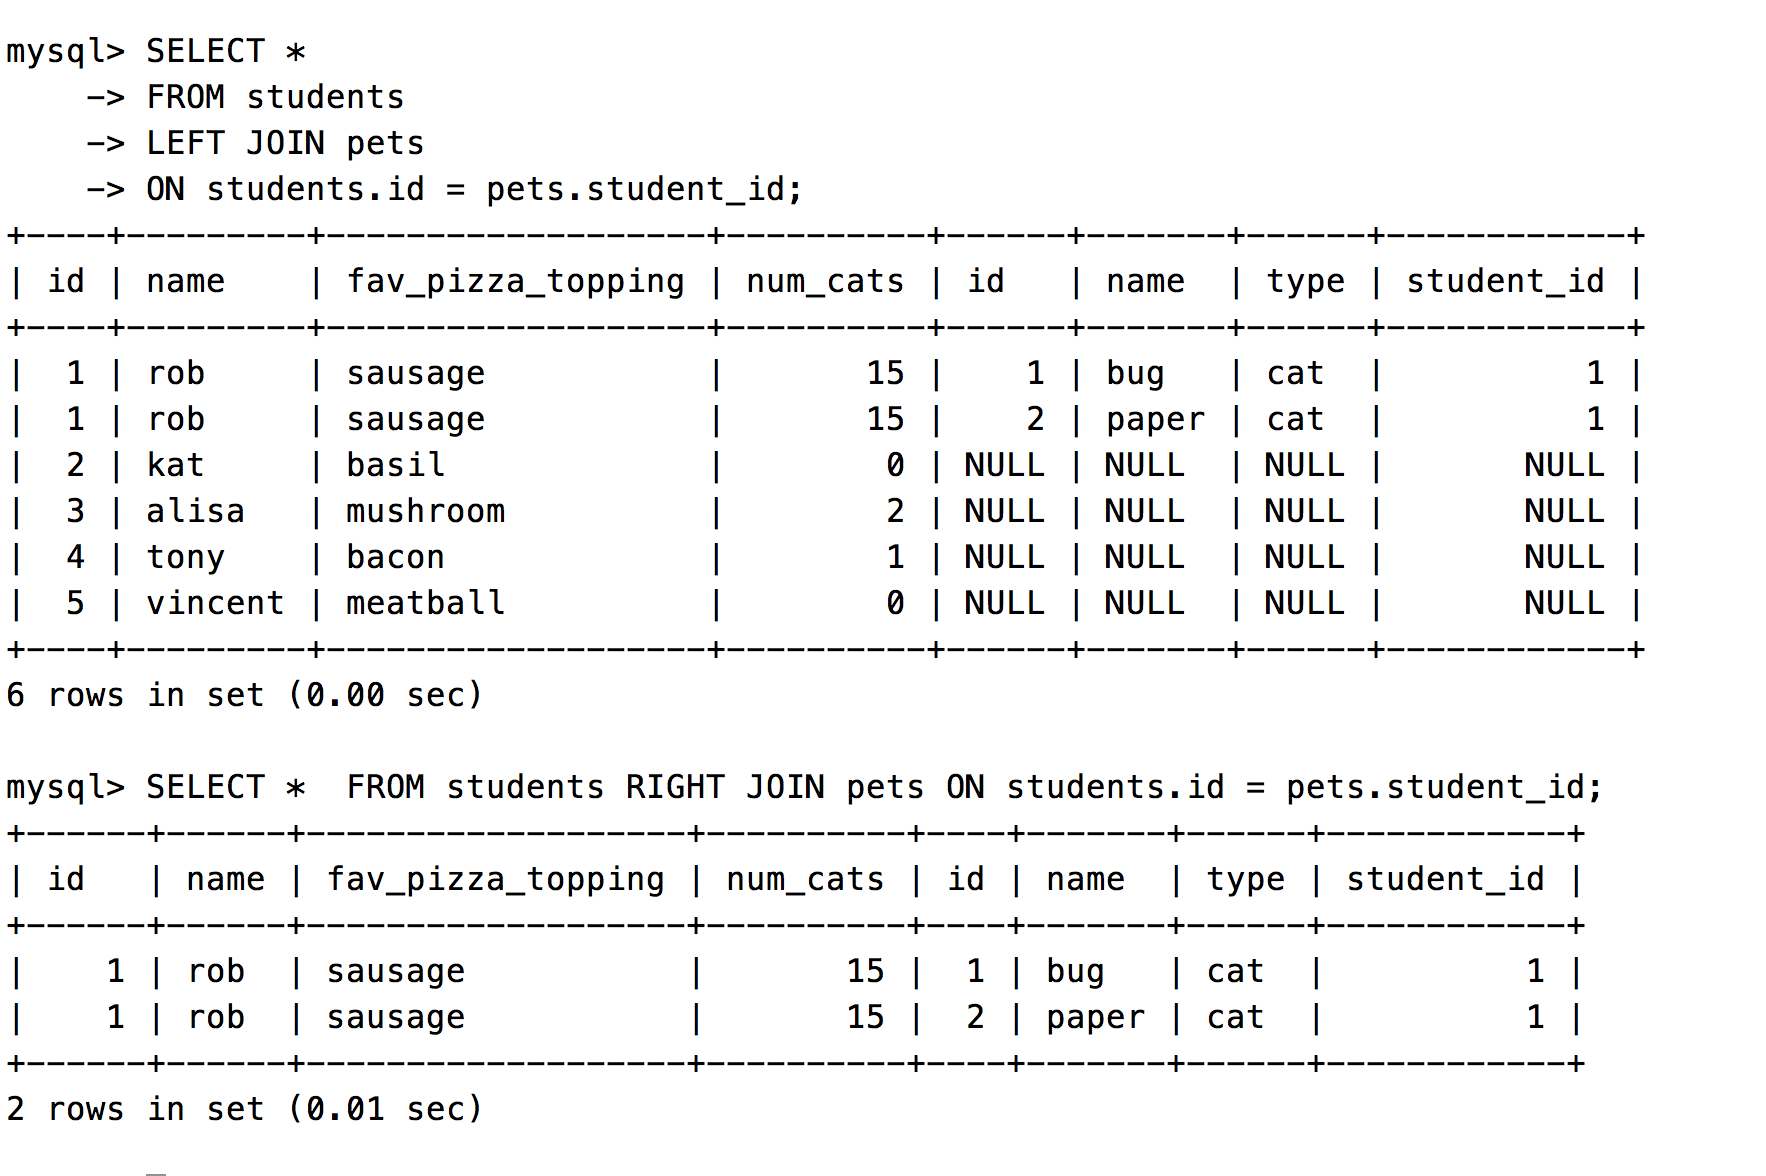 mysql> SELECT *
    -> FROM students
    -> LEFT JOIN pets
    -> ON students.id = pets.student_id;
+----+---------+-------------------+----------+------+-------+------+------------+
| id | name    | fav_pizza_topping | num_cats | id   | name  | type | student_id |
+----+---------+-------------------+----------+------+-------+------+------------+
|  1 | rob     | sausage           |       15 |    1 | bug   | cat  |          1 |
|  1 | rob     | sausage           |       15 |    2 | paper | cat  |          1 |
|  2 | kat     | basil             |        0 | NULL | NULL  | NULL |       NULL |
|  3 | alisa   | mushroom          |        2 | NULL | NULL  | NULL |       NULL |
|  4 | tony    | bacon             |        1 | NULL | NULL  | NULL |       NULL |
|  5 | vincent | meatball          |        0 | NULL | NULL  | NULL |       NULL |
+----+---------+-------------------+----------+------+-------+------+------------+
6 rows in set (0.00 sec)

mysql> SELECT *  FROM students RIGHT JOIN pets ON students.id = pets.student_id;
+------+------+-------------------+----------+----+-------+------+------------+
| id   | name | fav_pizza_topping | num_cats | id | name  | type | student_id |
+------+------+-------------------+----------+----+-------+------+------------+
|    1 | rob  | sausage           |       15 |  1 | bug   | cat  |          1 |
|    1 | rob  | sausage           |       15 |  2 | paper | cat  |          1 |
+------+------+-------------------+----------+----+-------+------+------------+
2 rows in set (0.01 sec)